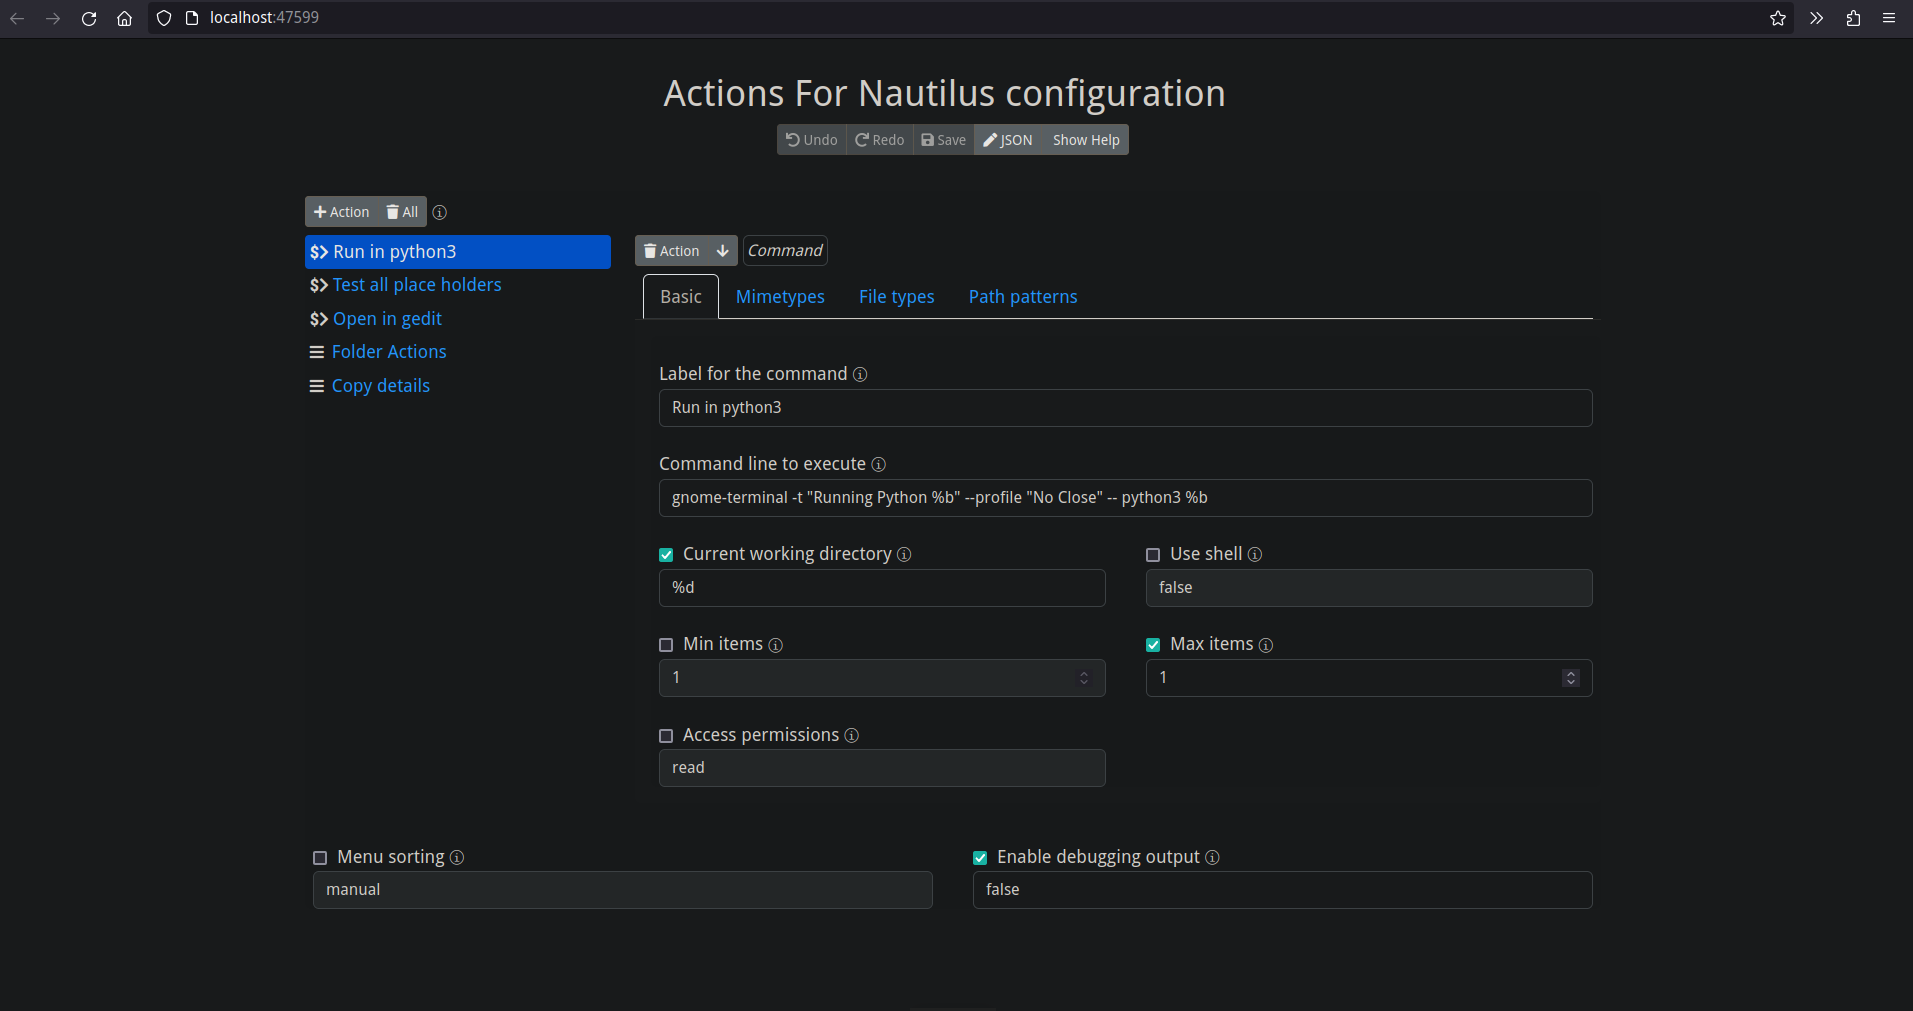 localhost:47599
Actions For Nautilus configuration
Undo Redo Save JSON Show Help
Action All
Run in python3
Test all place holders
Open in gedit
Folder Actions
Copy details
Action Command
Basic Mimetypes File types Path patterns
Label for the command
Run in python3
Command line to execute
gnome-terminal -t "Running Python %b" --profile "No Close" -- python3 %b
Current working directory
%d
Use shell
false
Min items
1
Max items
1
Access permissions
read
Menu sorting
manual
Enable debugging output
false